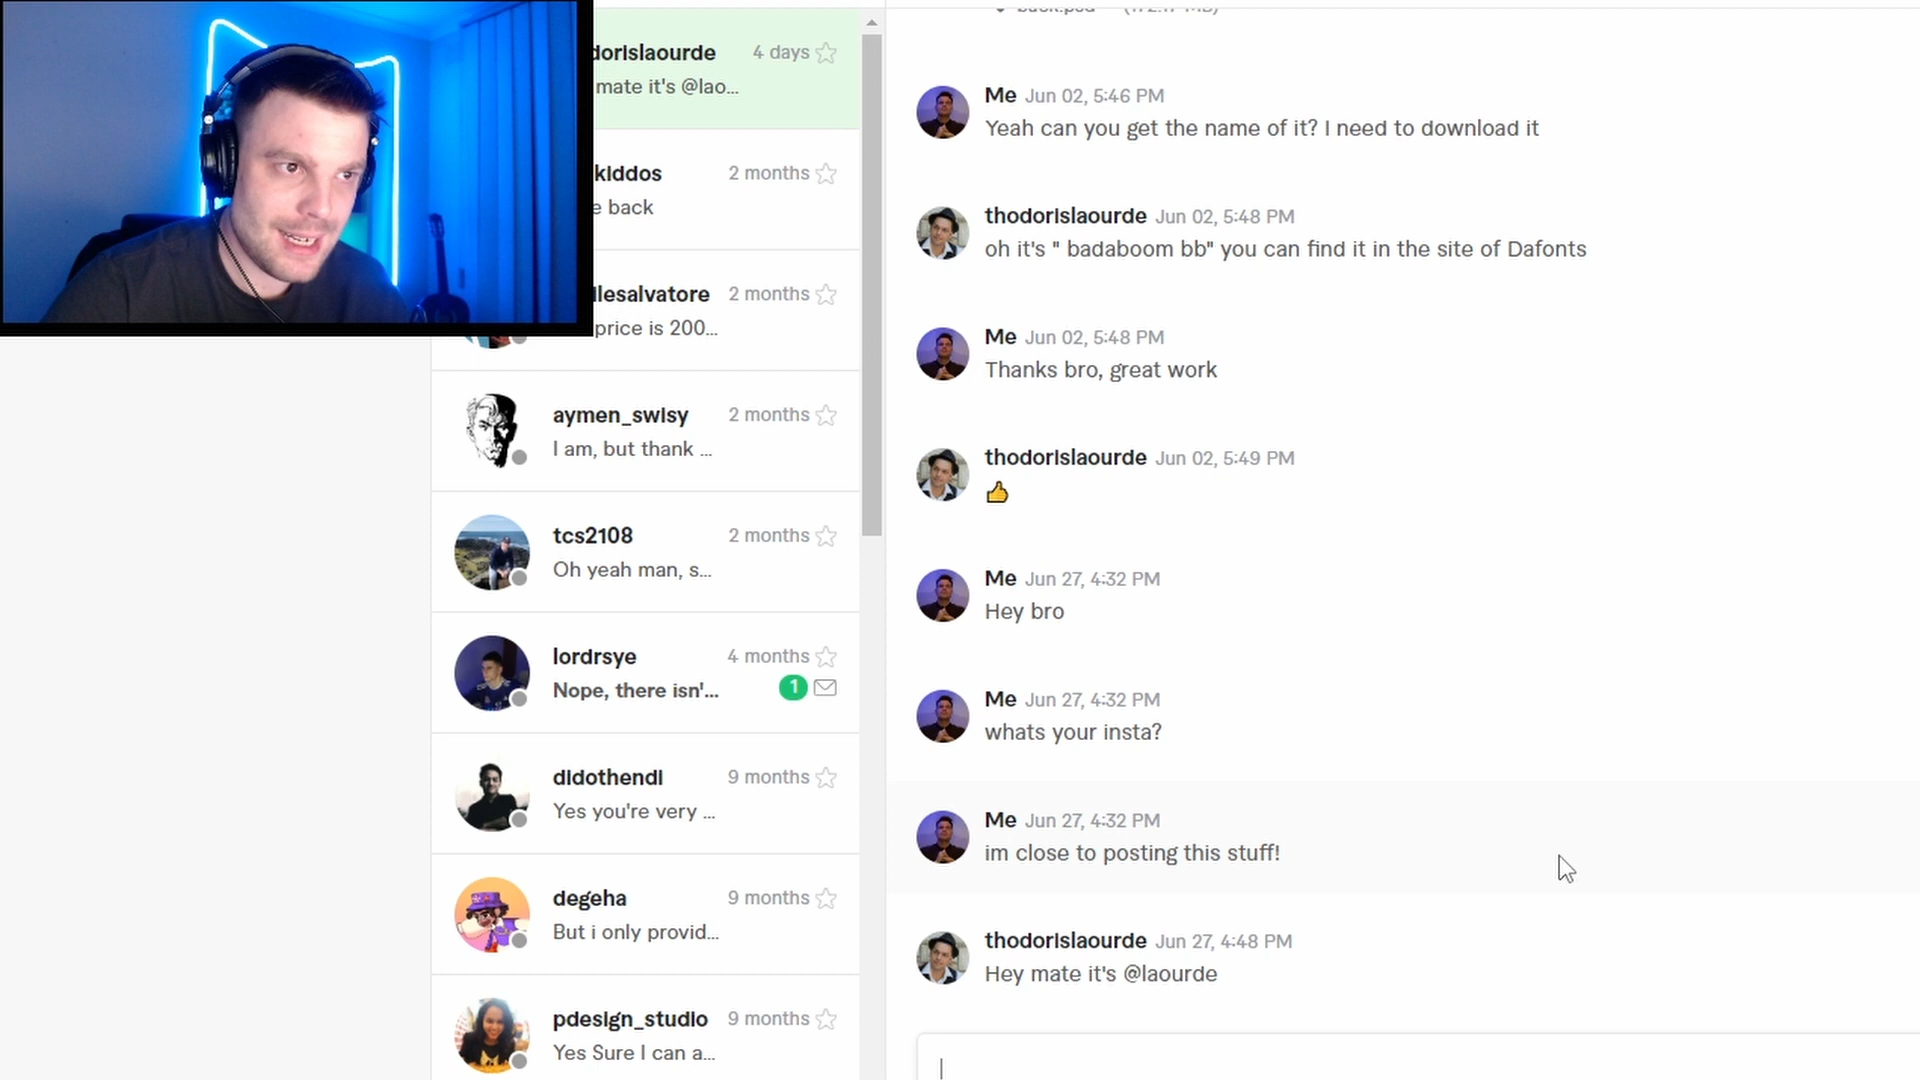 dorislaourde 4 days
mate it's @lao...
kiddos 2 months
e back
llesalvatore 2 months
price is 200...
aymen_swisy 2 months
I am, but thank ...
tcs2108 2 months
Oh yeah man, s...
lordrsye 4 months
Nope, there isn'... 1
didothendi 9 months
Yes you're very ...
degeha 9 months
But i only provid...
pdesign_studio 9 months
Yes Sure I can a...
Me Jun 02, 5:46 PM
Yeah can you get the name of it? I need to download it
thodorislaourde Jun 02, 5:48 PM
oh it's " badaboom bb" you can find it in the site of Dafonts
Me Jun 02, 5:48 PM
Thanks bro, great work
thodorislaourde Jun 02, 5:49 PM
👍
Me Jun 27, 4:32 PM
Hey bro
Me Jun 27, 4:32 PM
whats your insta?
Me Jun 27, 4:32 PM
im close to posting this stuff!
thodorislaourde Jun 27, 4:48 PM
Hey mate it's @laourde